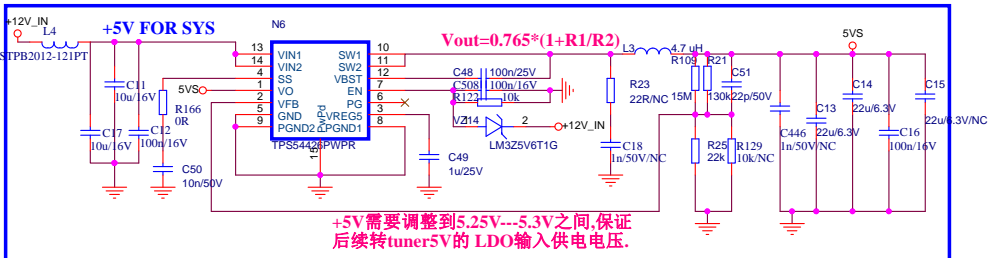 +12V_IN
L4
STPB2012-121PT
+5V FOR SYS
C11
10u/16V
C17
10u/16V
C12
100n/16V
R166
0R
C50
10n/50V
5VS
N6
13 VIN1
14 VIN2
4 SS
1 VO
2 VFB
5 GND
9 PGND2
SW1 10
SW2 11
VBST 12
EN 7
PG 6
VREG5 3
PGND1 8
PwPd
15
TPS54426PWPR
Vout=0.765*(1+R1/R2)
C48 100n/25V
C508 100n/16V
R122 10k
VZ14
1 2
+12V_IN
LM3Z5V6T1G
C49
1u/25V
R23
22R/NC
C18
1n/50V/NC
L3 4.7 uH
R109
15M
R21
130k
C51
22p/50V
R25
22k
R129
10k/NC
5VS
C446
1n/50V/NC
C13
22u/6.3V
C14
22u/6.3V
C16
100n/16V
C15
22u/6.3V/NC
+5V需要调整到5.25V---5.3V之间,保证
后续转tuner5V的 LDO输入供电电压.